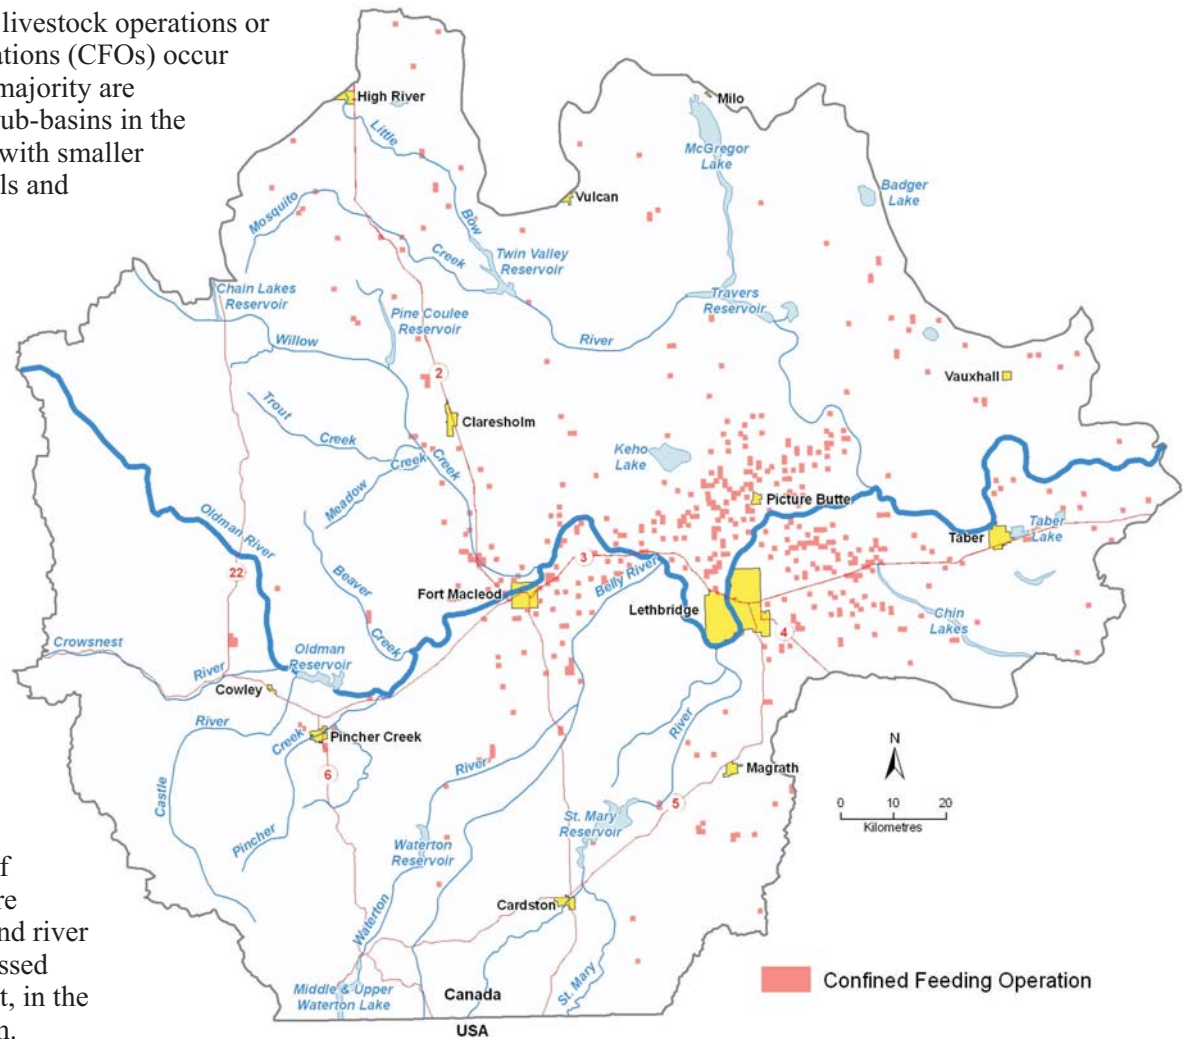 livestock operations or
ations (CFOs) occur
majority are
ub-basins in the
with smaller
ls and
High River
Milo
Little
McGregor
Lake
Badger
Lake
Vulcan
Mosquito
Bow
Creek
Twin Valley
Reservoir
Chain Lakes
Reservoir
Travers
Reservoir
Pine Coulee
Reservoir
Willow
River
2
Vauxhall
Trout
Creek
Claresholm
Creek
Creek
Keho
Lake
Meadow
Picture Butte
Oldman River
Taber
Taber
Lake
3
22
Beaver
Belly River
Fort Macleod
Lethbridge
Chin
Lakes
4
Creek
Crowsnest
Oldman
Reservoir
River
Cowley
River
Creek
Pincher Creek
River
N
6
River
Magrath
Castle
5
0 10 20
Kilometres
St. Mary
Reservoir
Pincher
Waterton
Reservoir
f
re
nd river
ssed
t, in the
n.
Cardston
Waterton
Confined Feeding Operation
Middle & Upper
Waterton Lake
Canada
St. Mary
USA